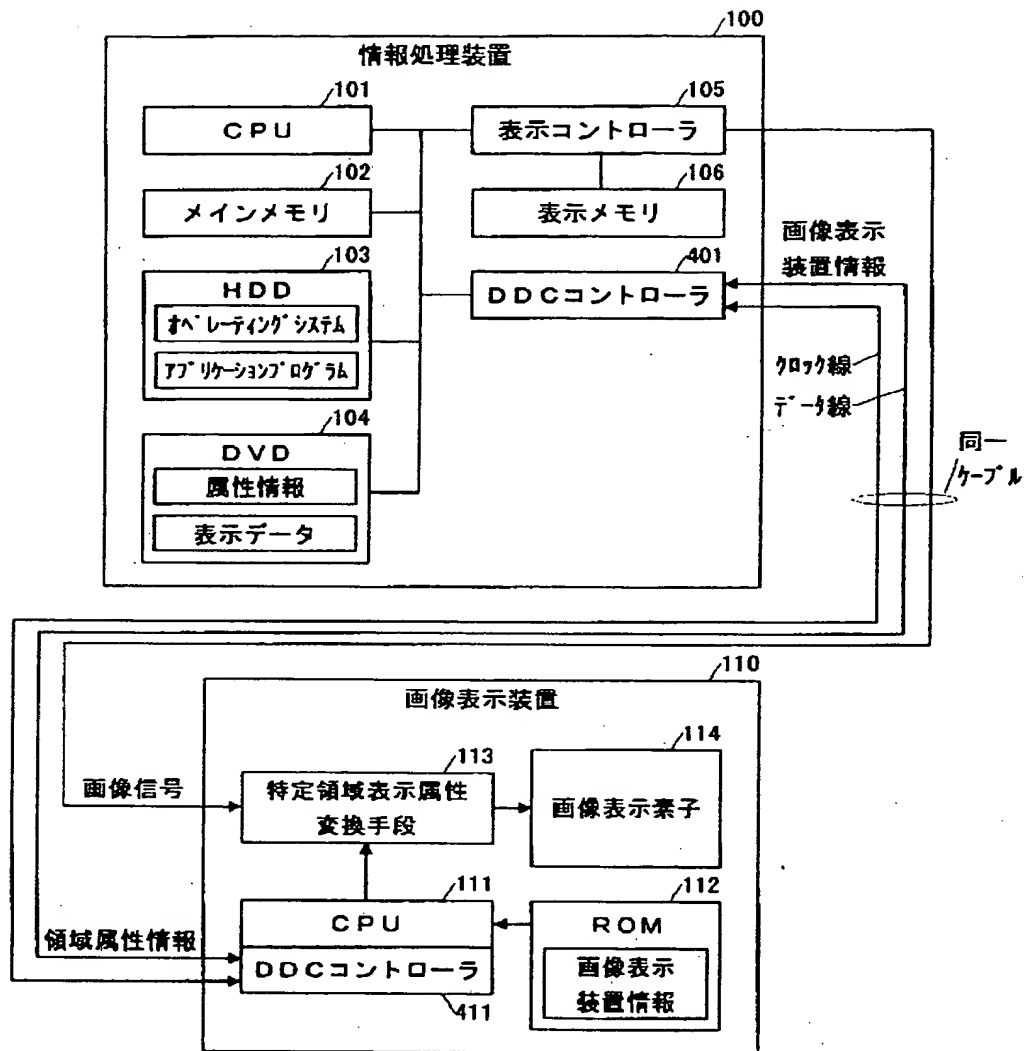 100
情報処理装置
101
CPU
105
表示コントローラ
102
メインメモリ
106
表示メモリ
103
HDD
オペレーティングシステム
アプリケーションプログラム
401
DDCコントローラ
画像表示
装置情報
クロック線
データ線
同一
ケーブル
104
DVD
属性情報
表示データ
110
画像表示装置
画像信号
113
特定領域表示属性
変換手段
114
画像表示素子
111
CPU
領域属性情報
DDCコントローラ
411
112
ROM
画像表示
装置情報